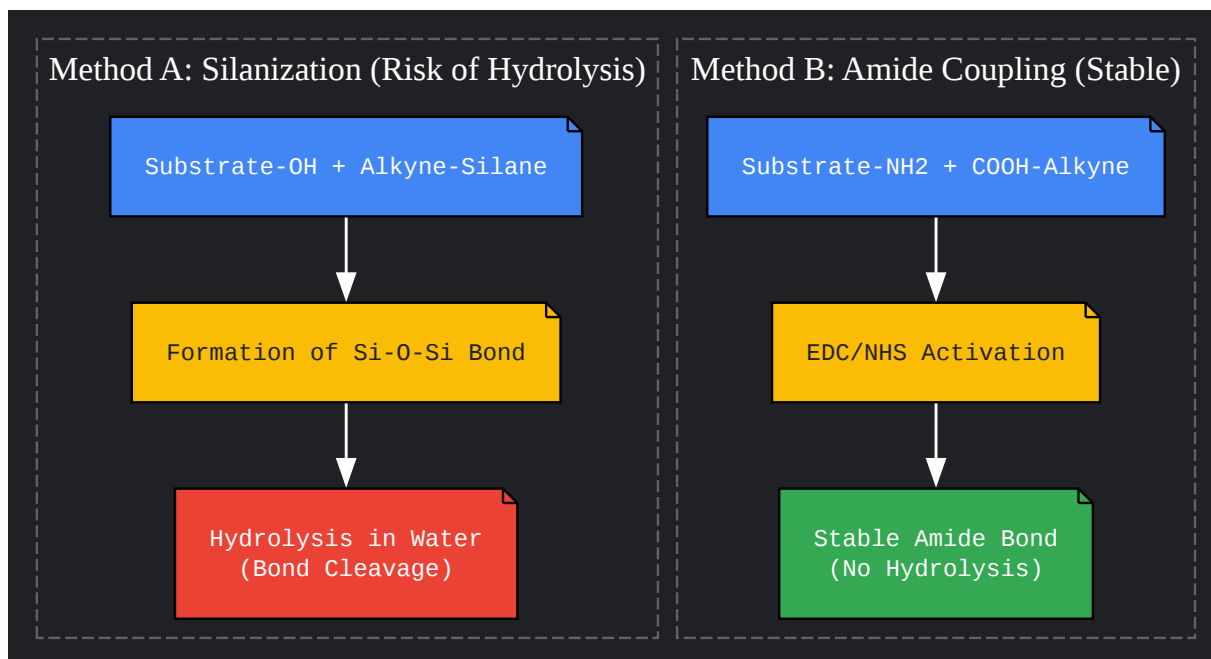 Method A: Silanization (Risk of Hydrolysis)
Substrate-OH + Alkyne-Silane
Formation of Si-O-Si Bond
Hydrolysis in Water
(Bond Cleavage)
Method B: Amide Coupling (Stable)
Substrate-NH2 + COOH-Alkyne
EDC/NHS Activation
Stable Amide Bond
(No Hydrolysis)